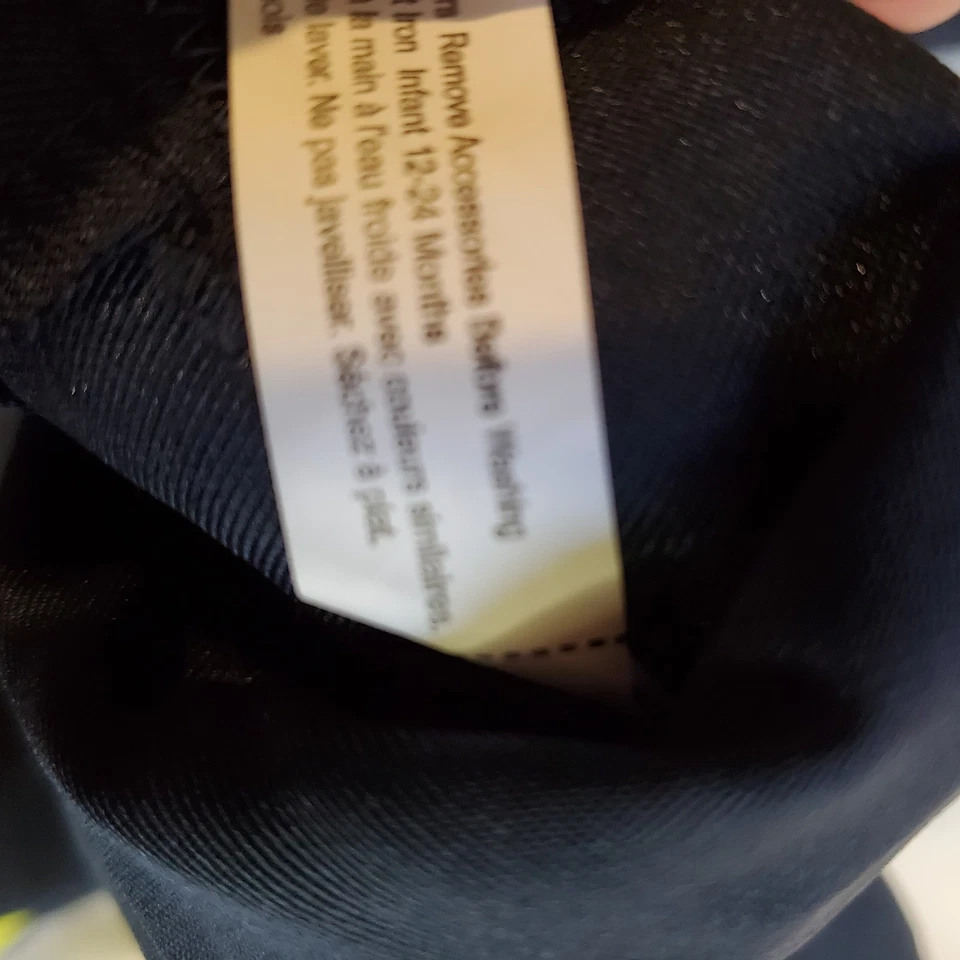 Remove Accessories Before Washing
Iron Infant 12-24 Months
la main à l'eau froide avec couleurs similaires.
laver. Ne pas javelliser. Séchez à plat.